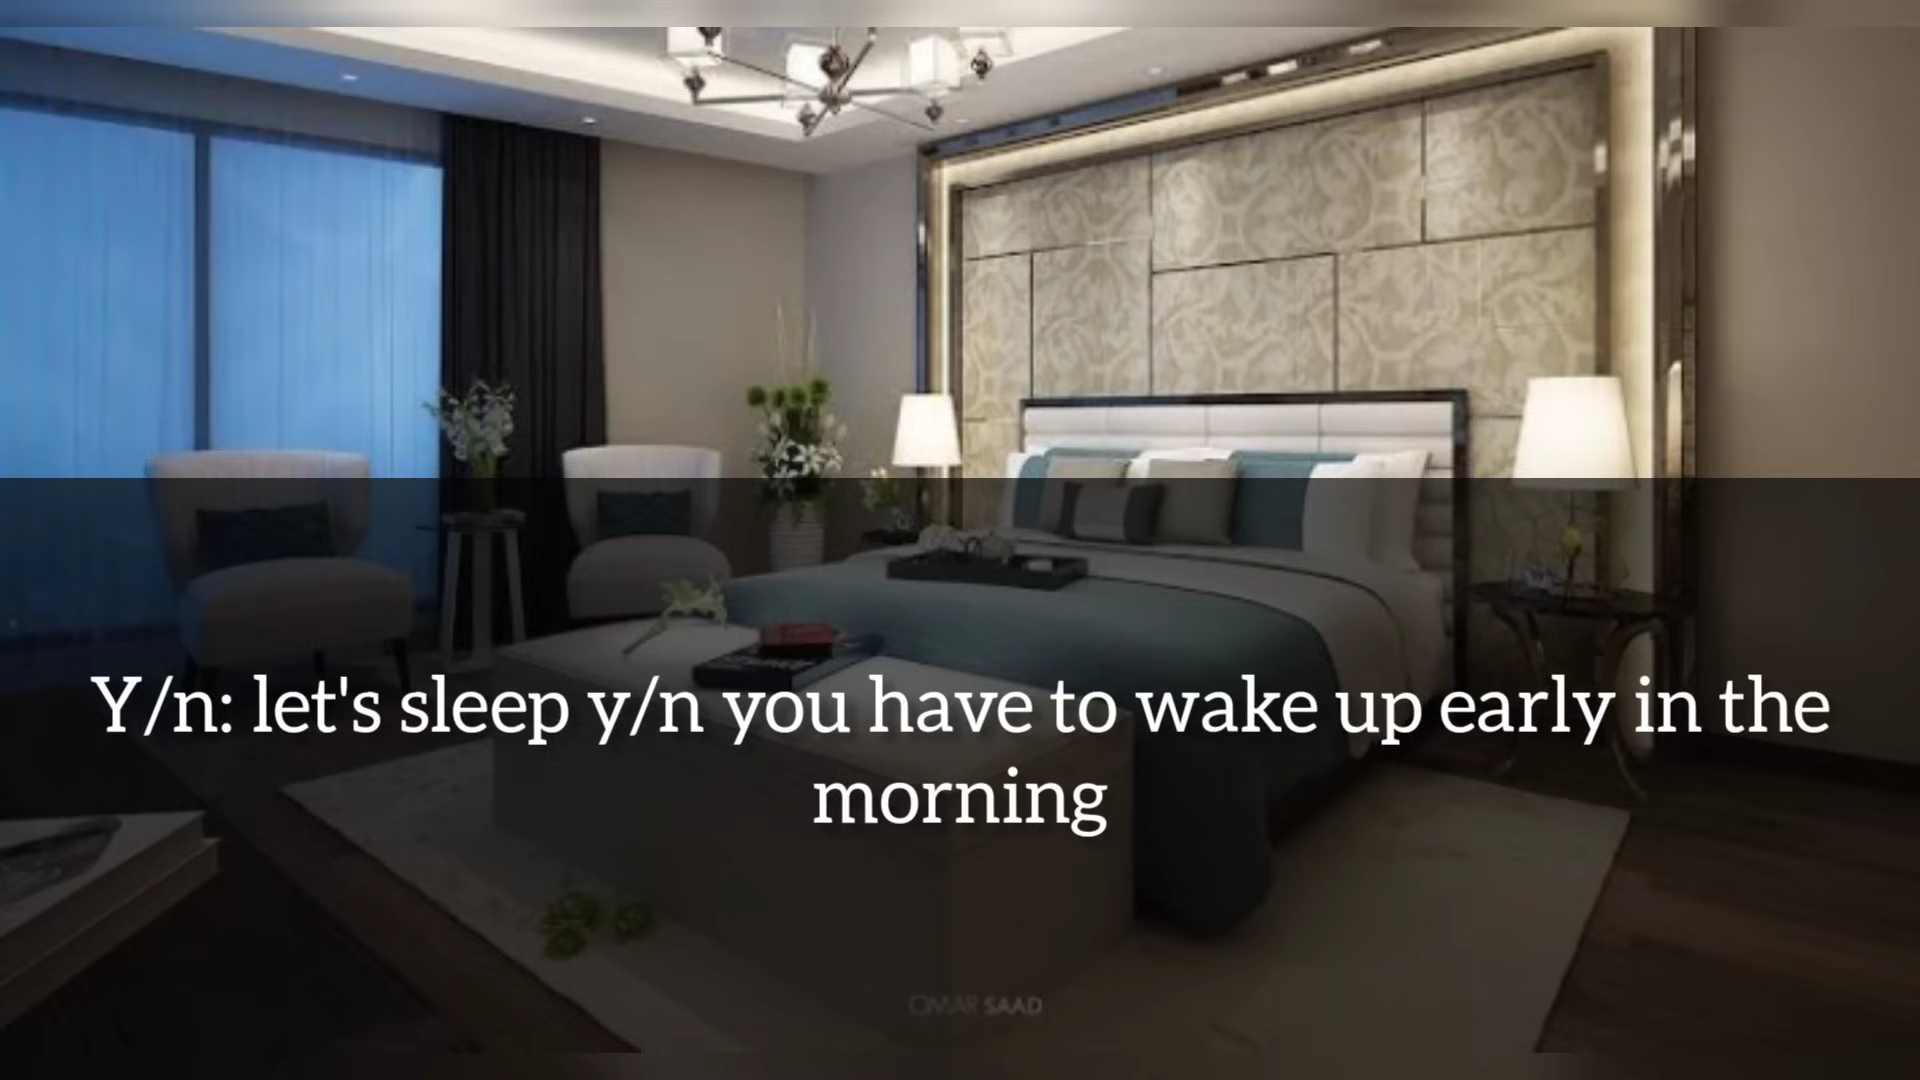 Y/n: let's sleep y/n you have to wake up early in the
morning
OMAR SAAD